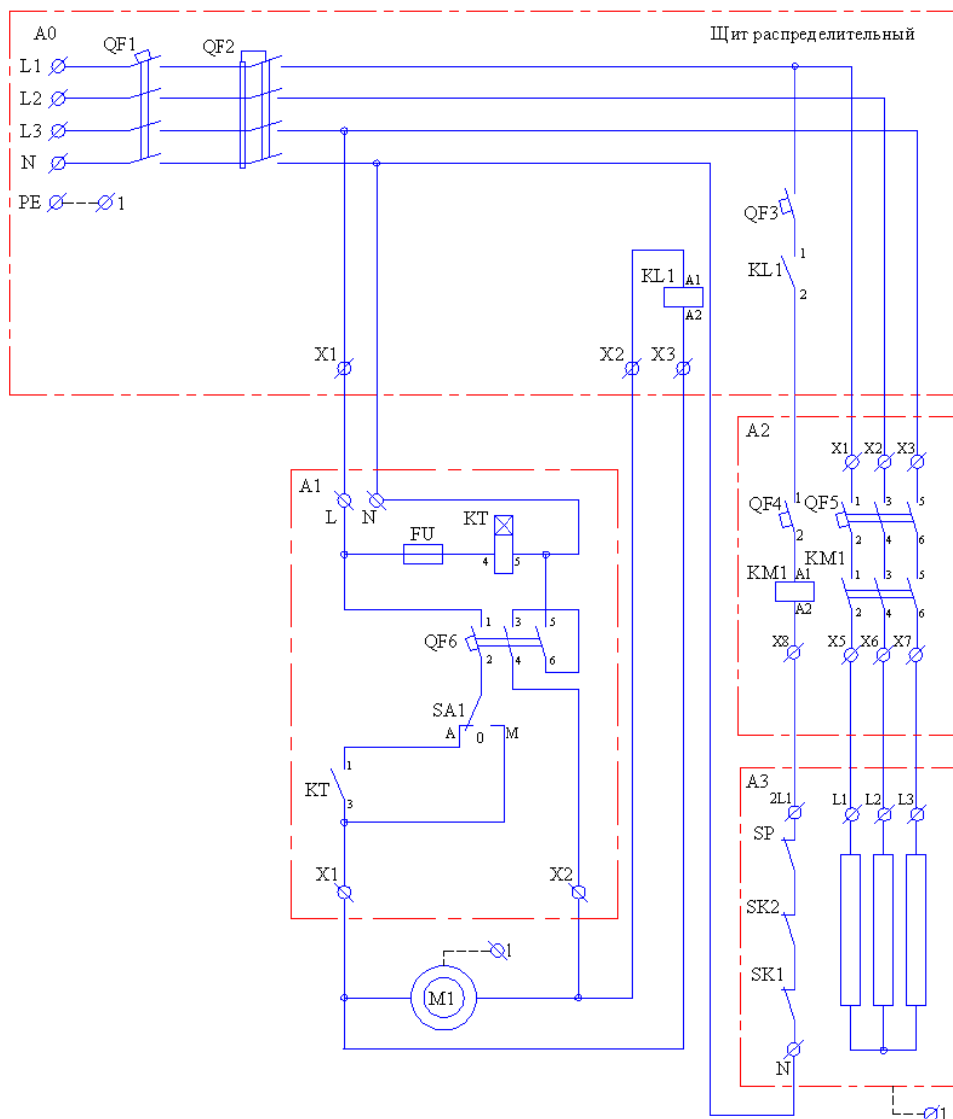 A0
QF1
QF2
Щит распределительный
L1
L2
L3
N
PE
1
QF3
KL1
1
2
KL1
A1
A2
X1
X2
X3
A2
X1
X2
X3
A1
L
N
KT
FU
4
5
QF4
1
2
QF5
1
3
5
2
4
6
KM1
A1
A2
KM1
1
3
5
2
4
6
QF6
1
3
5
2
4
6
X8
X5
X6
X7
SA1
A
0
M
KT
1
3
A3
2L1
L1
L2
L3
SP
X1
X2
SK2
1
M1
SK1
N
1